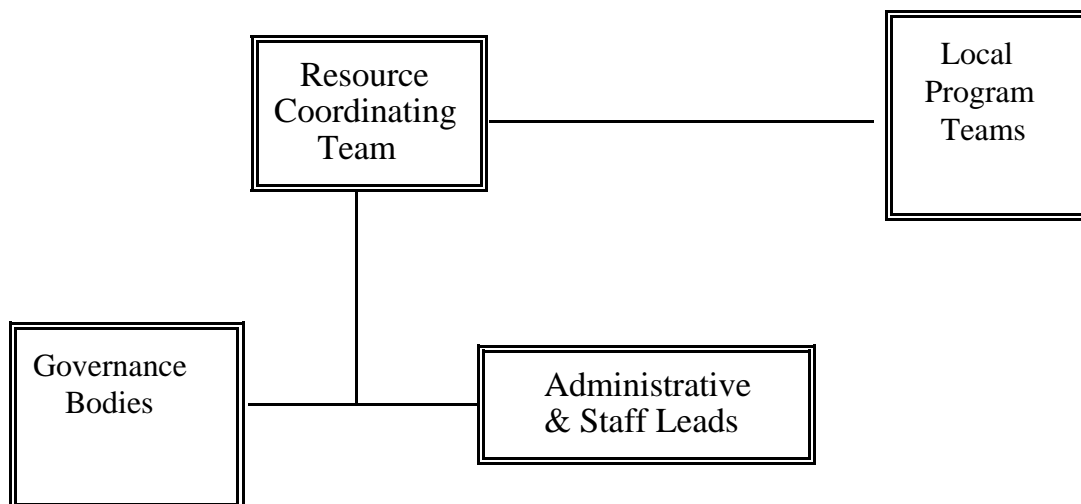 Resource
Coordinating
Team
Local
Program
Teams
Governance
Bodies
Administrative
& Staff Leads